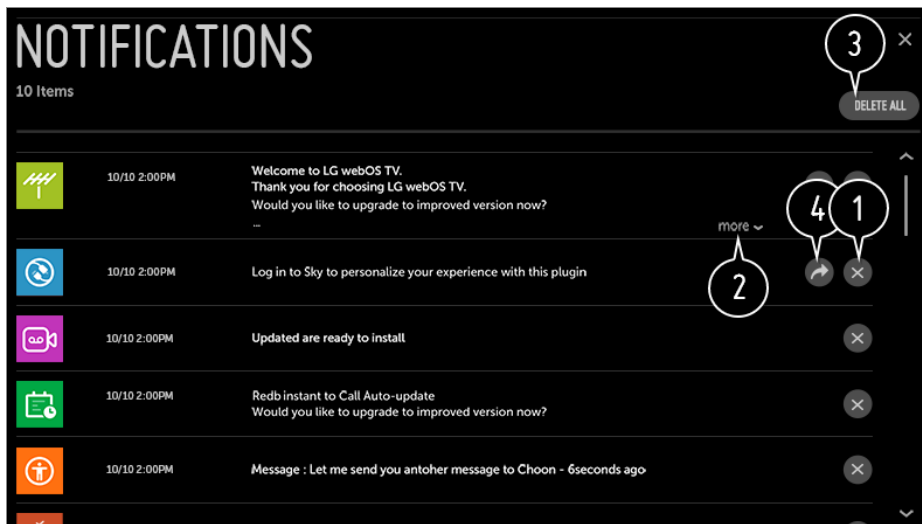 NOTIFICATIONS
3
10 Items
DELETE ALL
10/10 2:00PM
Welcome to LG webOS TV.
Thank you for choosing LG webOS TV.
Would you like to upgrade to improved version now?
...
more
4
1
2
10/10 2:00PM
Log in to Sky to personalize your experience with this plugin
10/10 2:00PM
Updated are ready to install
10/10 2:00PM
Redb instant to Call Auto-update
Would you like to upgrade to improved version now?
10/10 2:00PM
Message : Let me send you antoher message to Choon - 6seconds ago